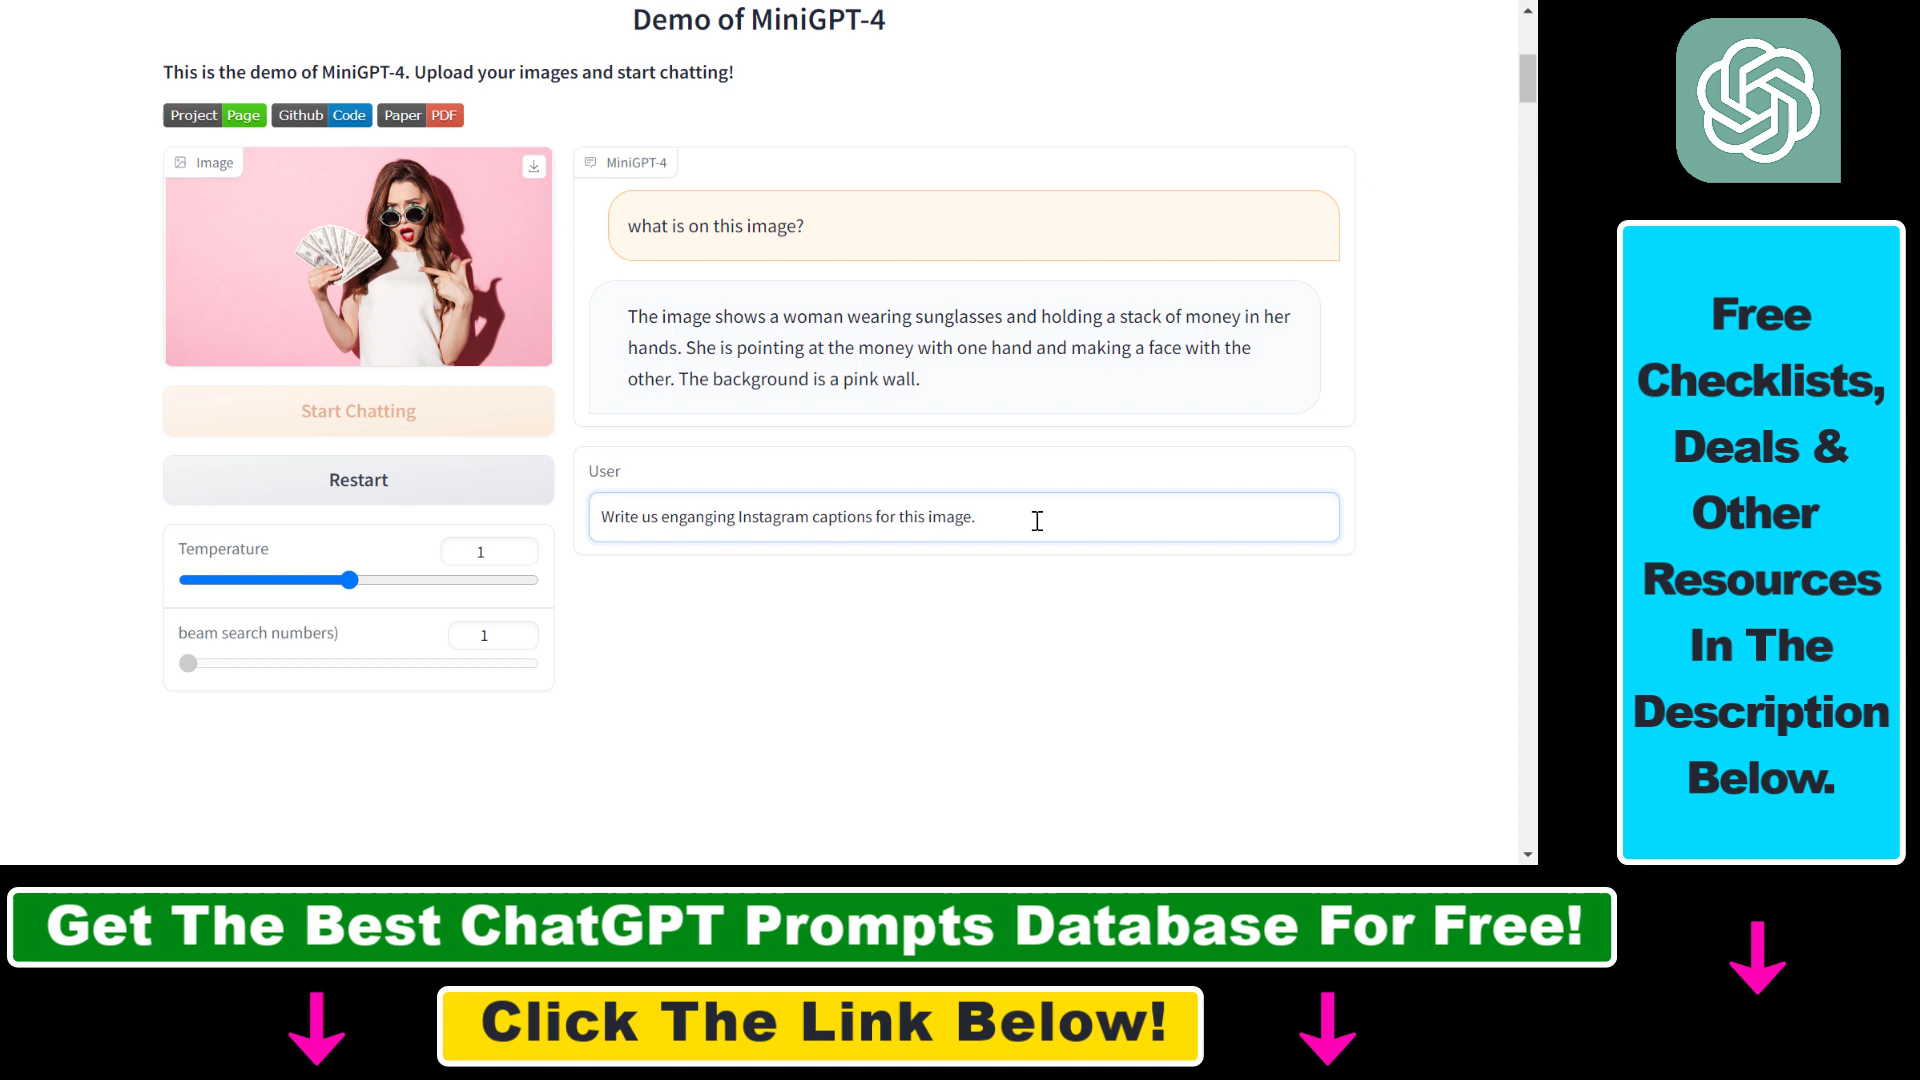 Demo of MiniGPT-4
This is the demo of MiniGPT-4. Upload your images and start chatting!
Project Page Github Code Paper PDF
Image
MiniGPT-4
what is on this image?
The image shows a woman wearing sunglasses and holding a stack of money in her
hands. She is pointing at the money with one hand and making a face with the
other. The background is a pink wall.
Start Chatting
Restart
User
Write us enganging Instagram captions for this image.
Temperature
1
beam search numbers)
1
Free
Checklists,
Deals &
Other
Resources
In The
Description
Below.
Get The Best ChatGPT Prompts Database For Free!
Click The Link Below!